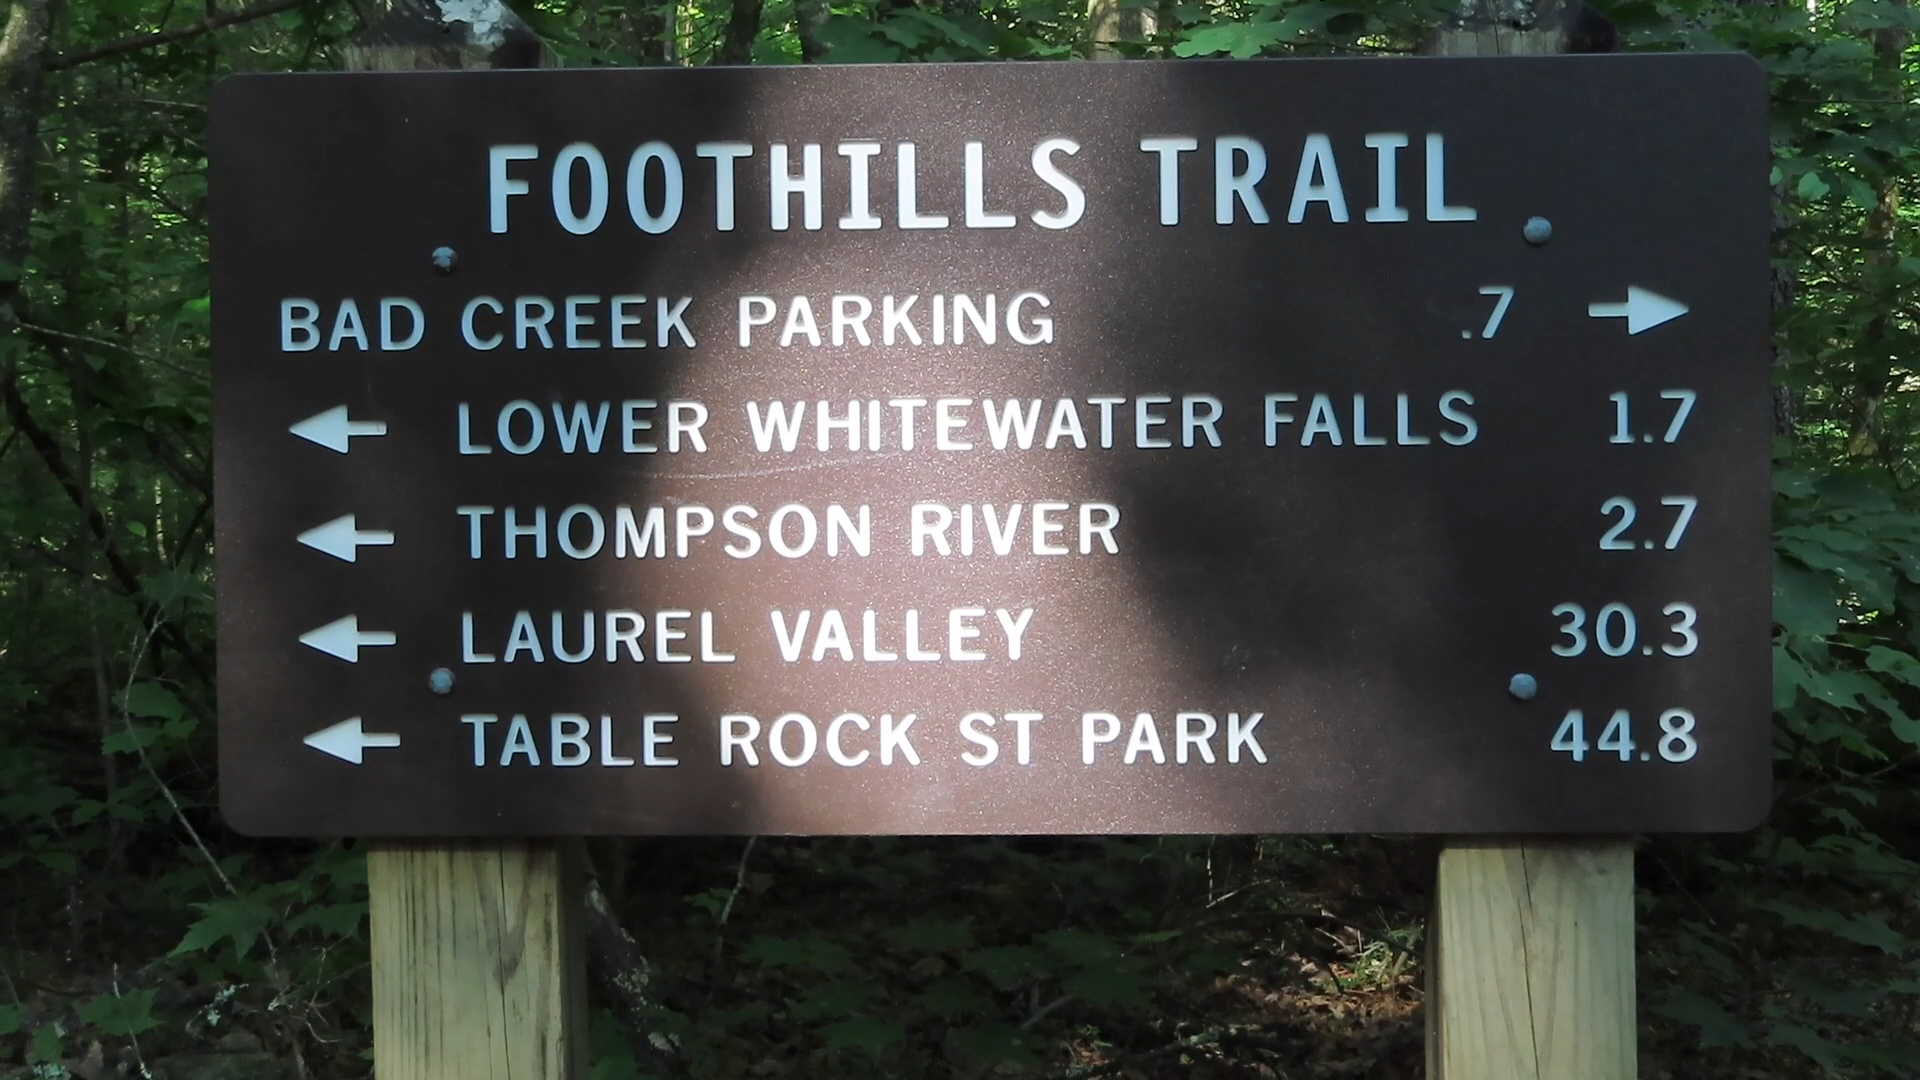 FOOTHILLS TRAIL
BAD CREEK PARKING .7 →
← LOWER WHITEWATER FALLS 1.7
← THOMPSON RIVER 2.7
← LAUREL VALLEY 30.3
← TABLE ROCK ST PARK 44.8